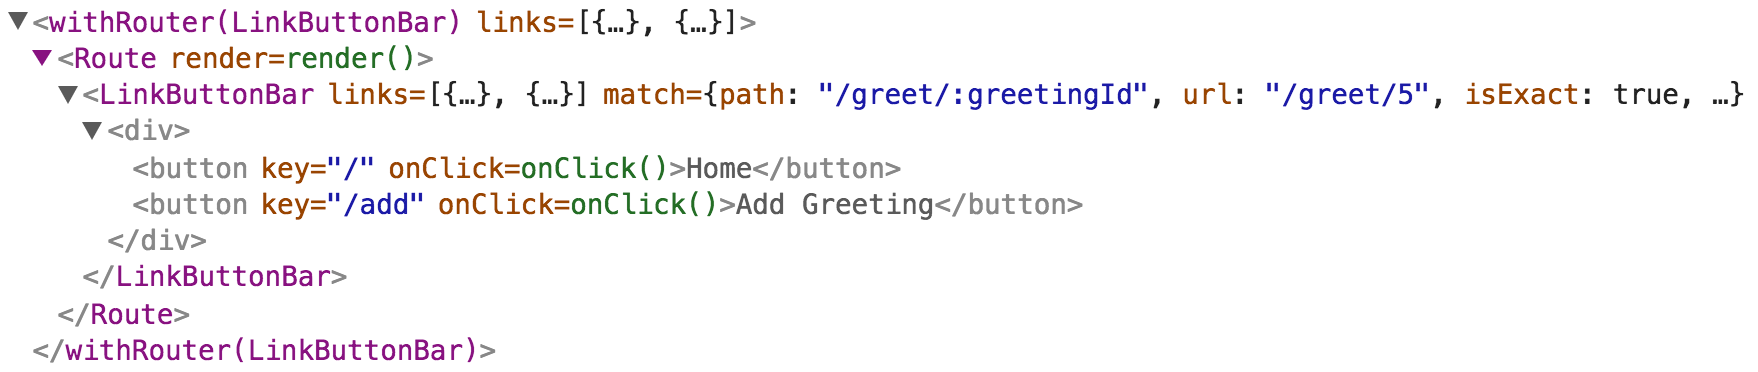 ▼<withRouter(LinkButtonBar) links=[{…}, {…}]>
▼<Route render=render()>
▼<LinkButtonBar links=[{…}, {…}] match={path: "/greet/:greetingId", url: "/greet/5", isExact: true, …}
▼<div>
<button key="/" onClick=onClick()>Home</button>
<button key="/add" onClick=onClick()>Add Greeting</button>
</div>
</LinkButtonBar>
</Route>
</withRouter(LinkButtonBar)>